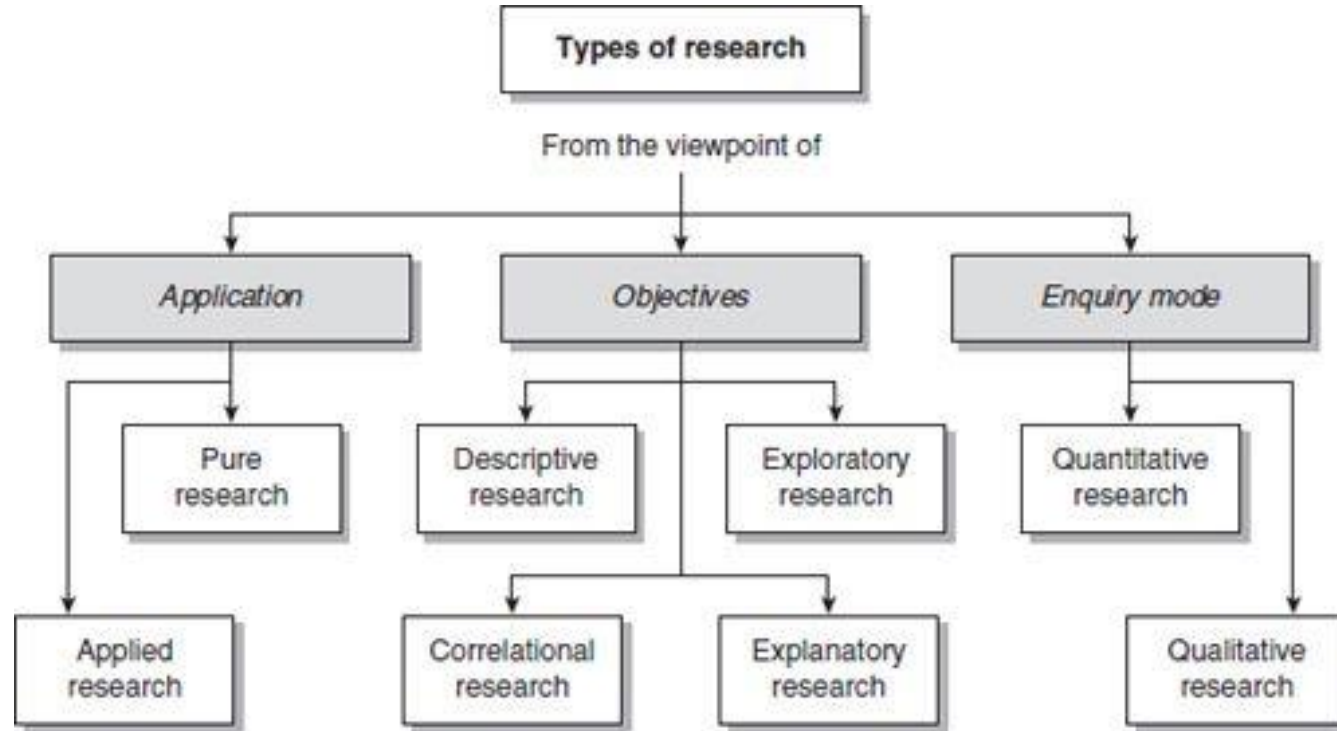 Types of research
From the viewpoint of
Application
Objectives
Enquiry mode
Pure
research
Descriptive
research
Exploratory
research
Quantitative
research
Applied
research
Correlational
research
Explanatory
research
Qualitative
research